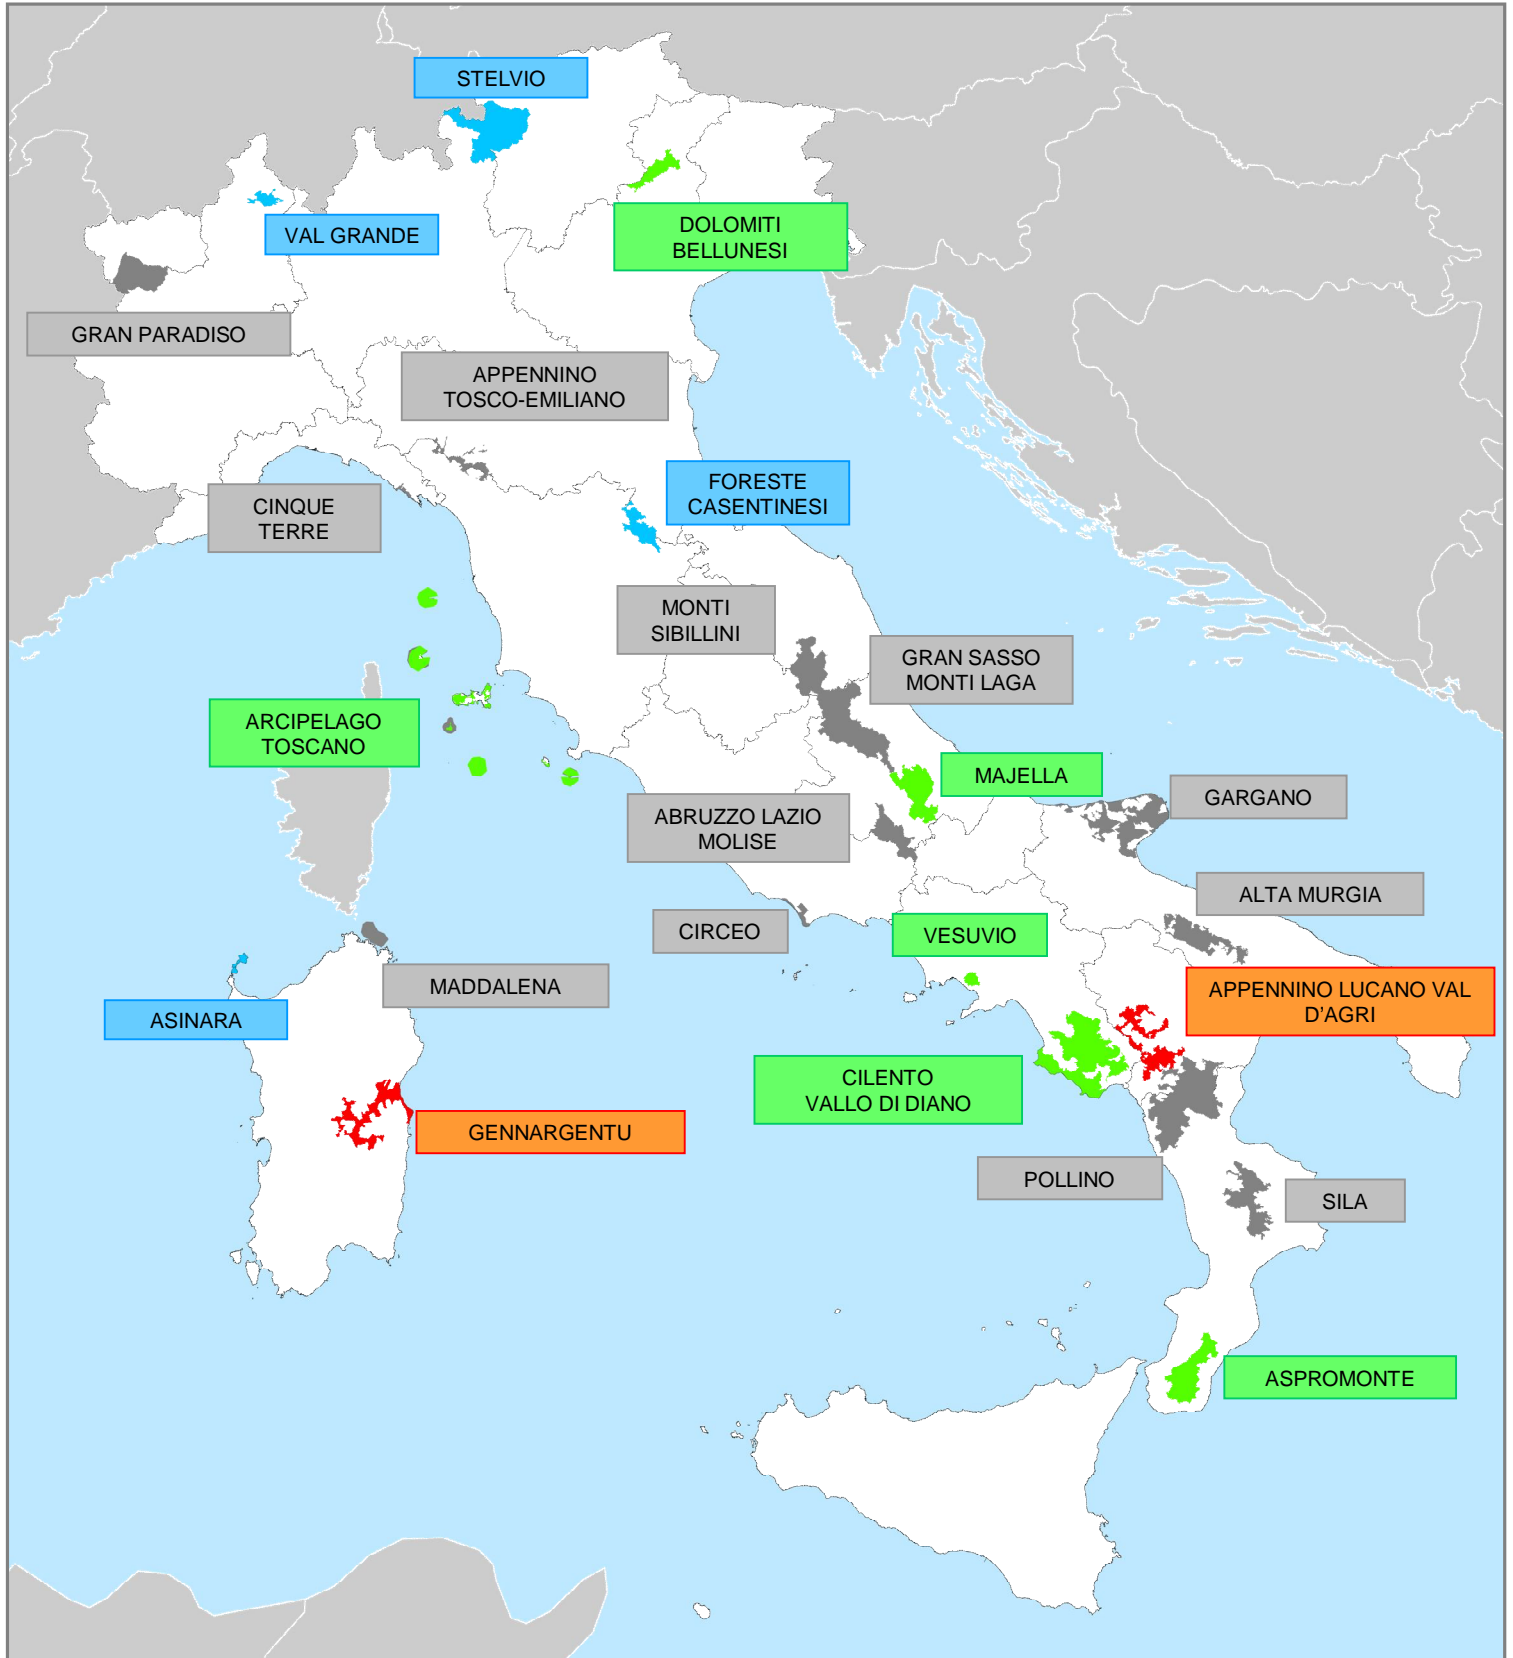 STELVIO
VAL GRANDE
DOLOMITI
BELLUNESI
GRAN PARADISO
APPENNINO
TOSCO-EMILIANO
FORESTE
CASENTINESI
CINQUE
TERRE
MONTI
SIBILLINI
GRAN SASSO
MONTI LAGA
ARCIPELAGO
TOSCANO
MAJELLA
GARGANO
ABRUZZO LAZIO
MOLISE
ALTA MURGIA
CIRCEO
VESUVIO
MADDALENA
APPENNINO LUCANO VAL
D'AGRI
ASINARA
CILENTO
VALLO DI DIANO
GENNARGENTU
POLLINO
SILA
ASPROMONTE